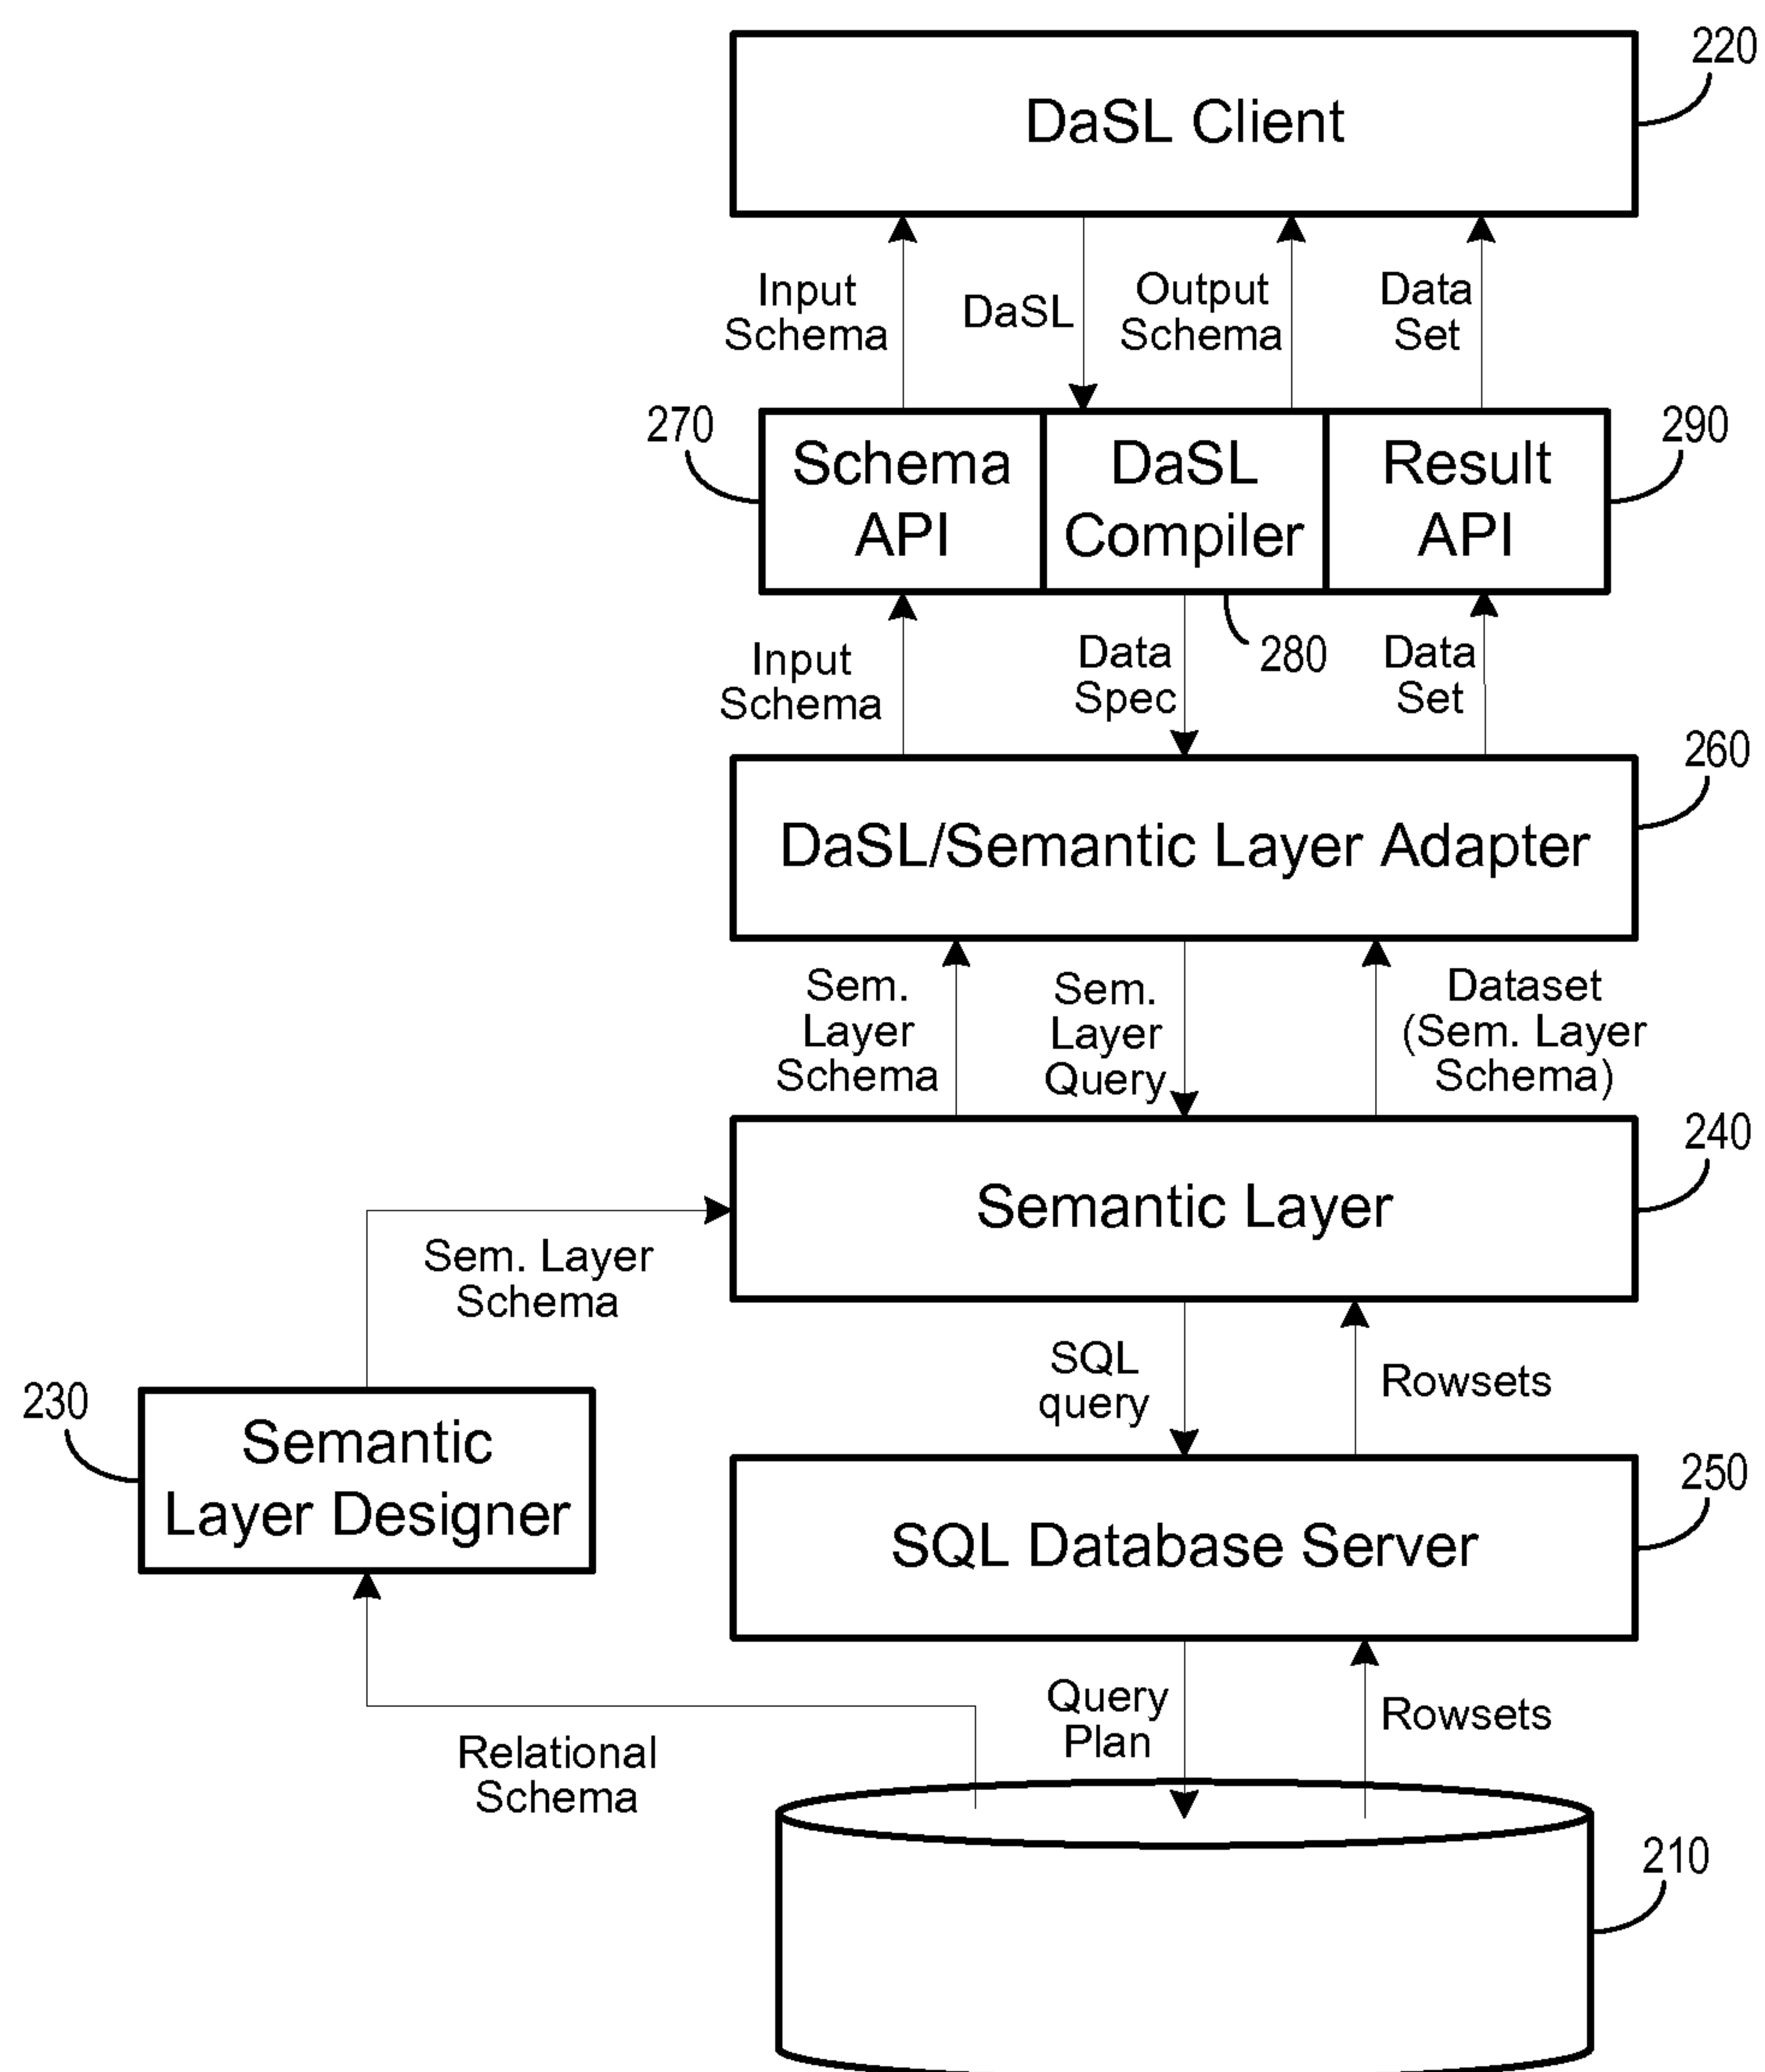 220
DaSL Client
Input
Schema
DaSL
Output
Schema
Data
Set
270
Schema
API
DaSL
Compiler
Result
API
290
Input
Schema
Data
Spec
280
Data
Set
260
DaSL/Semantic Layer Adapter
Sem.
Layer
Schema
Sem.
Layer
Query
Dataset
(Sem. Layer
Schema)
240
Semantic Layer
Sem. Layer
Schema
SQL
query
Rowsets
230
Semantic
Layer Designer
250
SQL Database Server
Query
Plan
Rowsets
Relational
Schema
210